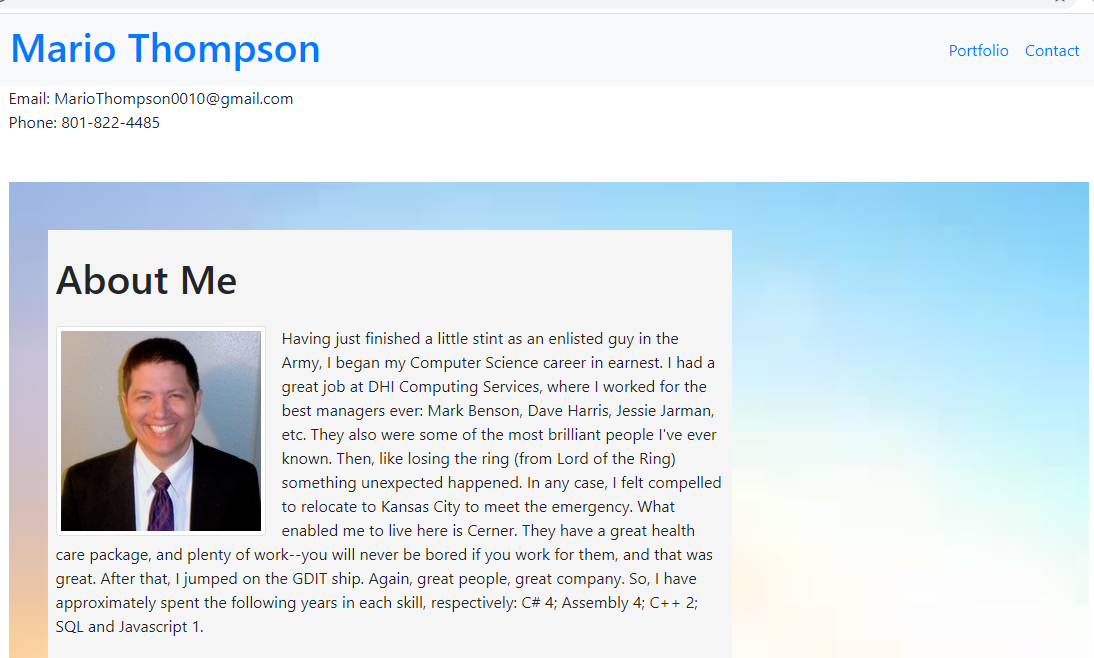 Mario Thompson
Portfolio Contact
Email: MarioThompson0010@gmail.com
Phone: 801-822-4485
About Me
Having just finished a little stint as an enlisted guy in the
Army, I began my Computer Science career in earnest. I had a
great job at DHI Computing Services, where I worked for the
best managers ever: Mark Benson, Dave Harris, Jessie Jarman,
etc. They also were some of the most brilliant people I've ever
known. Then, like losing the ring (from Lord of the Ring)
something unexpected happened. In any case, I felt compelled
to relocate to Kansas City to meet the emergency. What
enabled me to live here is Cerner. They have a great health
care package, and plenty of work--you will never be bored if you work for them, and that was
great. After that, I jumped on the GDIT ship. Again, great people, great company. So, I have
approximately spent the following years in each skill, respectively: C# 4; Assembly 4; C++ 2;
SQL and Javascript 1.